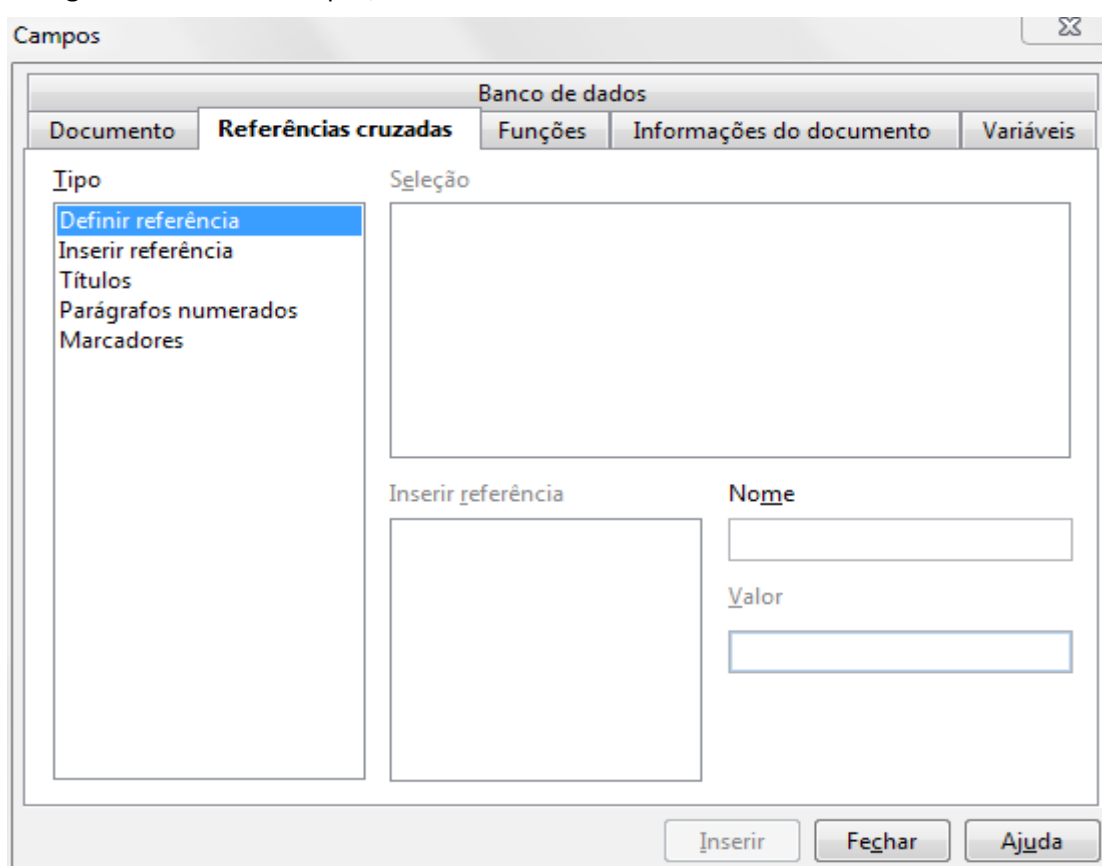 Campos
Banco de dados
Documento Referências cruzadas Funções Informações do documento Variáveis
Tipo
Definir referência
Inserir referência
Títulos
Parágrafos numerados
Marcadores
Seleção
Inserir referência
Nome
Valor
Inserir Fechar Ajuda